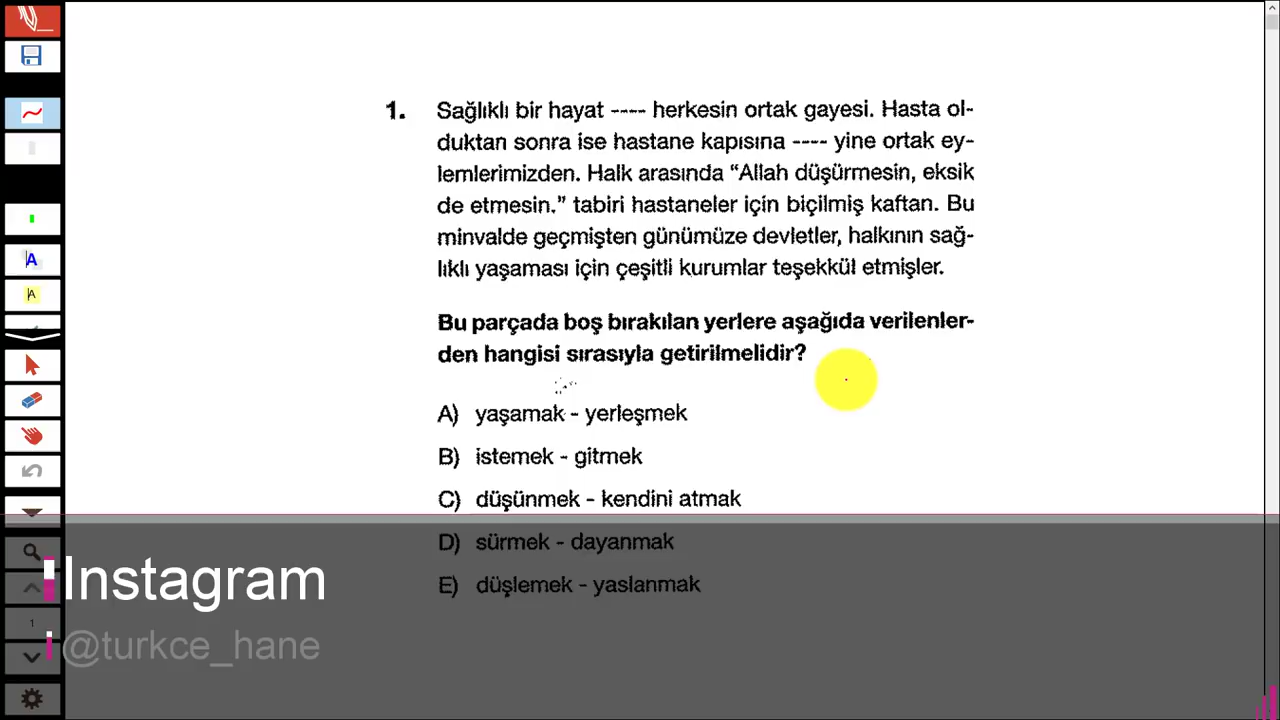 1. Sağlıklı bir hayat ---- herkesin ortak gayesi. Hasta ol-
duktan sonra ise hastane kapısına ---- yine ortak ey-
lemlerimizden. Halk arasında “Allah düşürmesin, eksik
de etmesin.” tabiri hastaneler için biçilmiş kaftan. Bu
minvalde geçmişten günümüze devletler, halkının sağ-
lıklı yaşaması için çeşitli kurumlar teşekkül etmişler.
Bu parçada boş bırakılan yerlere aşağıda verilenler-
den hangisi sırasıyla getirilmelidir?
A) yaşamak - yerleşmek
B) istemek - gitmek
C) düşünmek - kendini atmak
D) sürmek - dayanmak
E) düşlemek - yaslanmak
Instagram
@turkce_hane
A
A
1